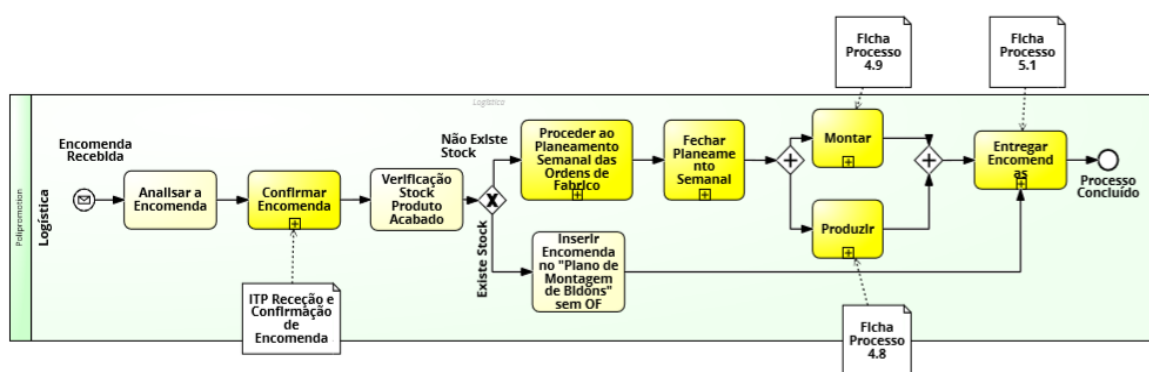 Ficha
Processo
4.9
Ficha
Processo
5.1
Logística
Polipromotion
Logística
Encomenda
Recebida
Analisar a
Encomenda
Confirmar
Encomenda
Verificação
Stock
Produto
Acabado
Não Existe
Stock
Existe Stock
Proceder ao
Planeamento
Semanal das
Ordens de
Fabrico
Fechar
Planeame
nto
Semanal
Inserir
Encomenda
no "Plano de
Montagem
de Bidons"
sem OF
Montar
Produzir
Entregar
Encomend
as
Processo
Concluído
ITP Receção e
Confirmação
de
Encomenda
Ficha
Processo
4.8